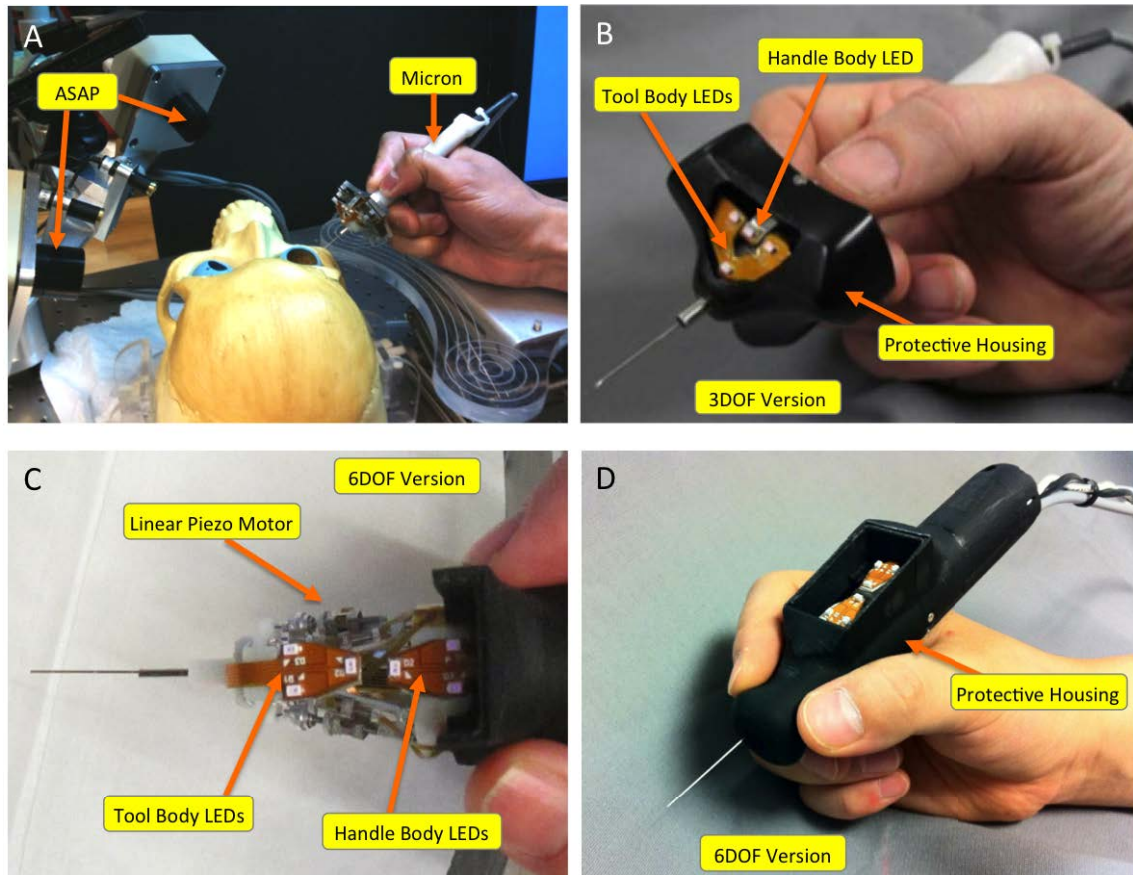 A
ASAP
Micron
B
Handle Body LED
Tool Body LEDs
Protective Housing
3DOF Version
C
6DOF Version
Linear Piezo Motor
Tool Body LEDs
Handle Body LEDs
D
Protective Housing
6DOF Version